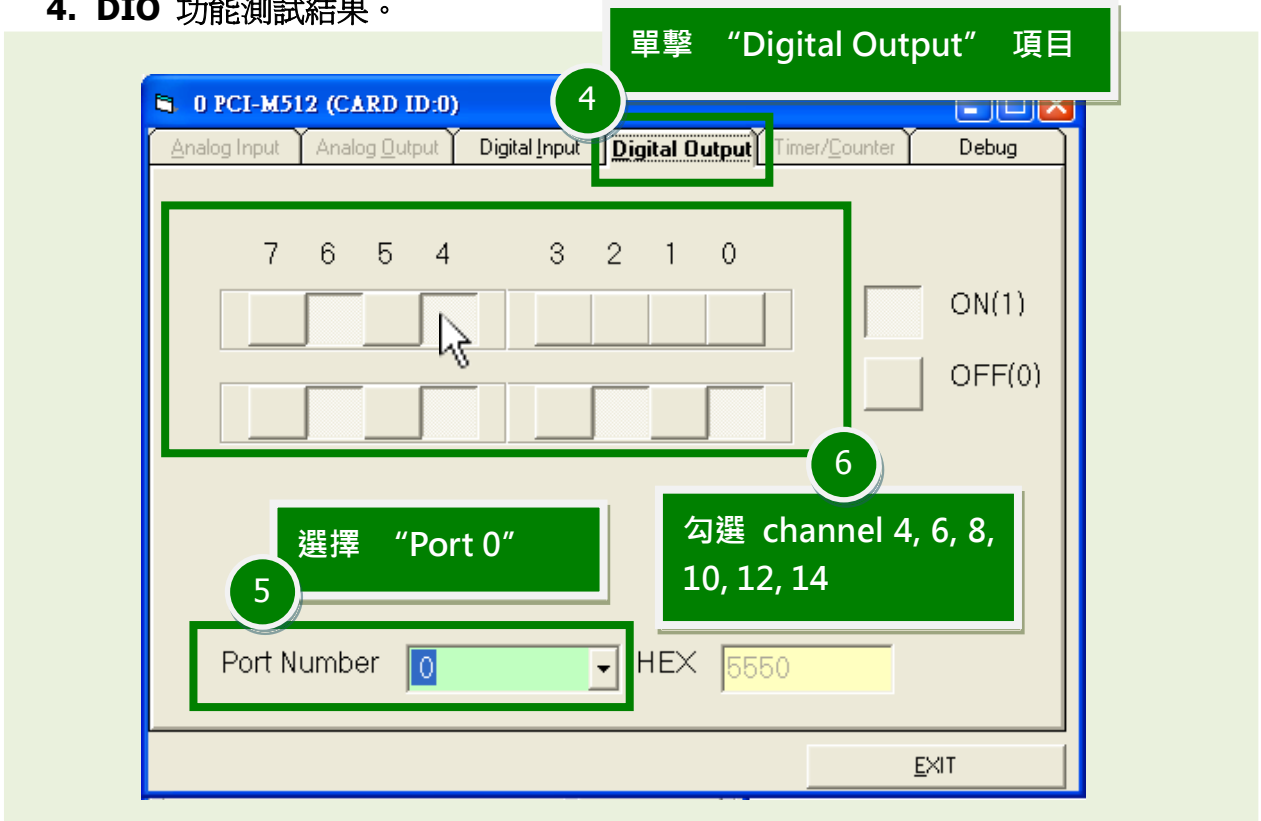 4. DIO 功能測試結果。
單擊 “Digital Output” 項目
4
0 PCI-M512 (CARD ID:0)
Analog Input Analog Output Digital Input Digital Output Timer/Counter Debug
7 6 5 4 3 2 1 0
ON(1)
OFF(0)
6
選擇 “Port 0”
勾選 channel 4, 6, 8,
10, 12, 14
5
Port Number 0 HEX 5550
EXIT